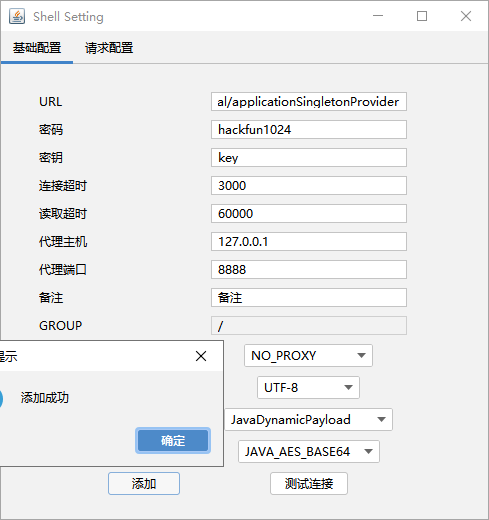 Shell Setting
基础配置 请求配置
URL al/applicationSingletonProvider
密码 hackfun1024
密钥 key
连接超时 3000
读取超时 60000
代理主机 127.0.0.1
代理端口 8888
备注 备注
GROUP /
提示
NO_PROXY
UTF-8
添加成功
JavaDynamicPayload
确定
JAVA_AES_BASE64
添加 测试连接